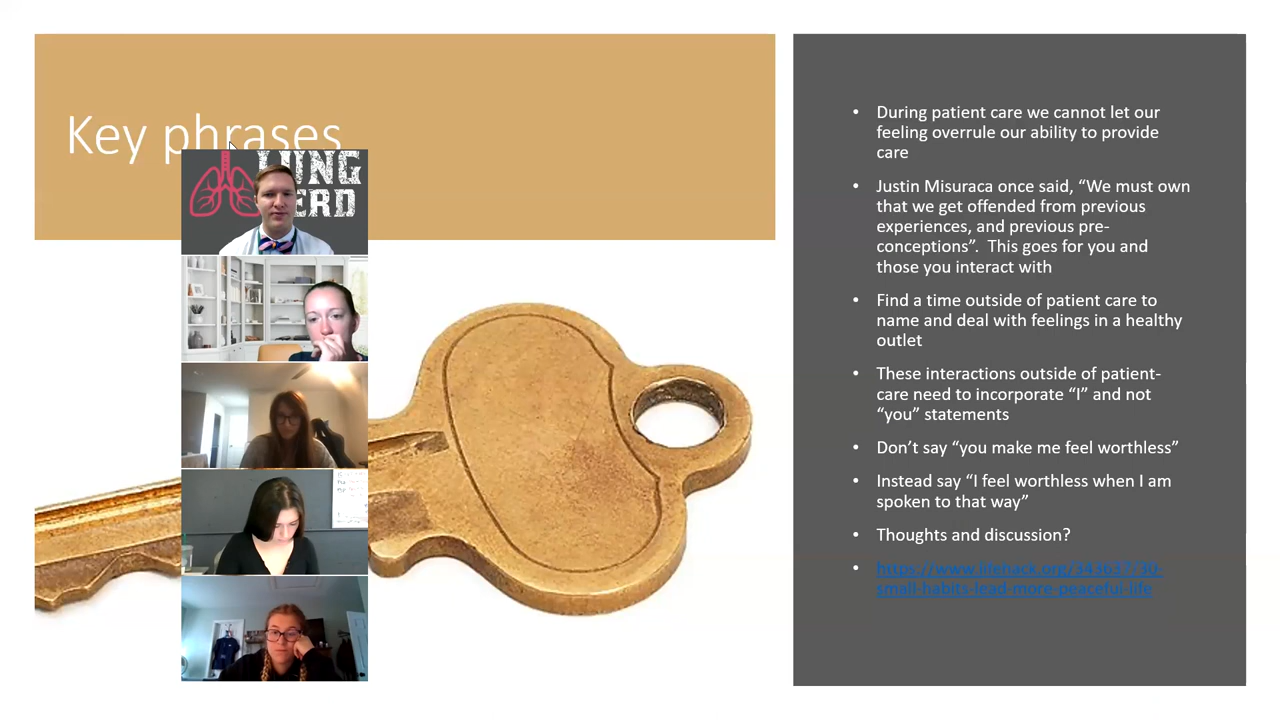 Key phrases
LUNG
NERD
• During patient care we cannot let our
feeling overrule our ability to provide
care
• Justin Misuraca once said, “We must own
that we get offended from previous
experiences, and previous pre-
conceptions”. This goes for you and
those you interact with
• Find a time outside of patient care to
name and deal with feelings in a healthy
outlet
• These interactions outside of patient-
care need to incorporate “I” and not
“you” statements
• Don’t say “you make me feel worthless”
• Instead say “I feel worthless when I am
spoken to that way”
• Thoughts and discussion?
• https://www.lifehack.org/343637/30-
small-habits-lead-more-peaceful-life